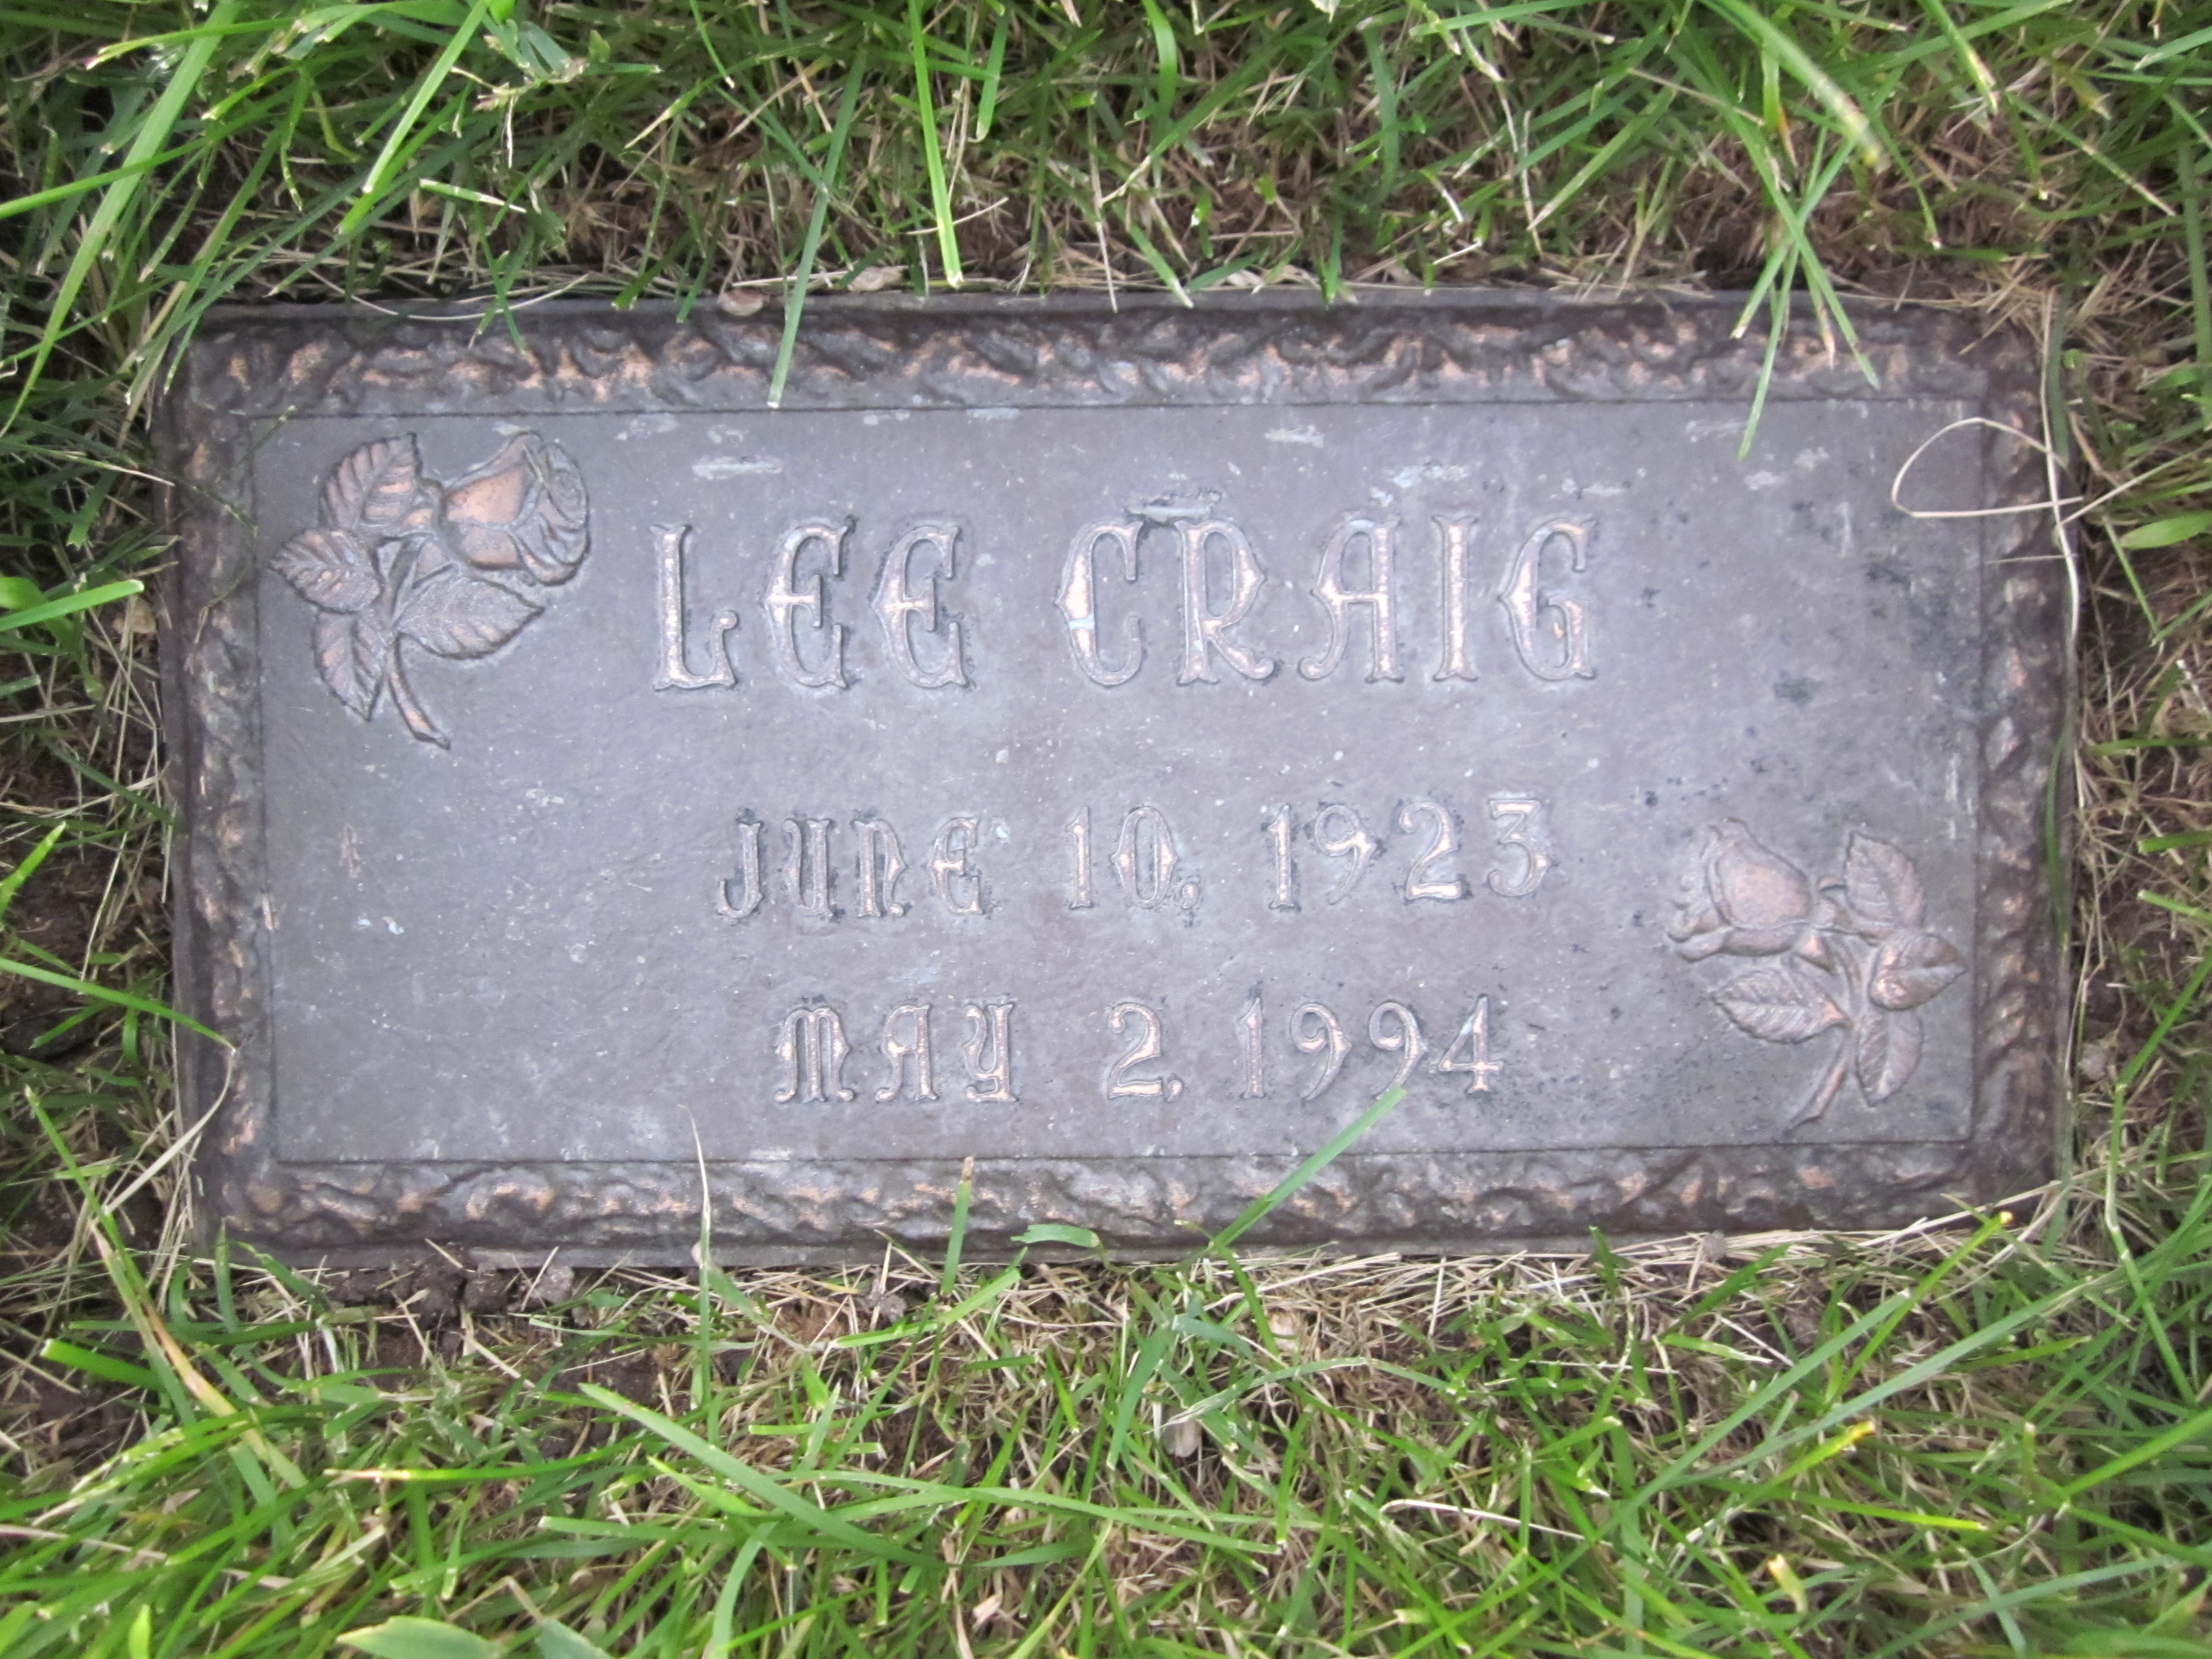 LEE CRAIG
JUNE 10, 1923
MAY 2, 1994